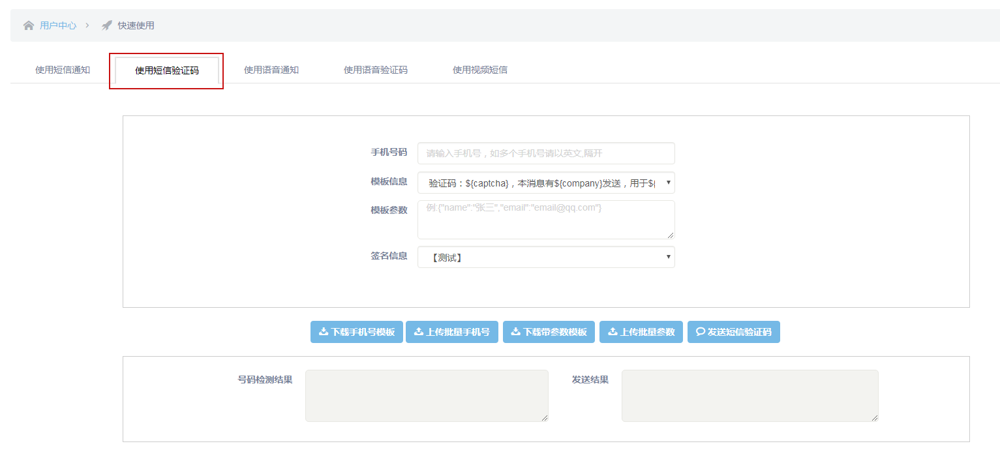 用户中心 > 快速使用
使用短信通知 使用短信验证码 使用语音通知 使用语音验证码 使用视频短信
手机号码 请输入手机号，如多个手机号请以英文,隔开
模板信息 验证码：${captcha}，本消息有${company}发送，用于${
模板参数 例:{"name":"张三","email":"email@qq.com"}
签名信息 【测试】
下载手机号模板 上传批量手机号 下载带参数模板 上传批量参数 发送短信验证码
号码检测结果 发送结果